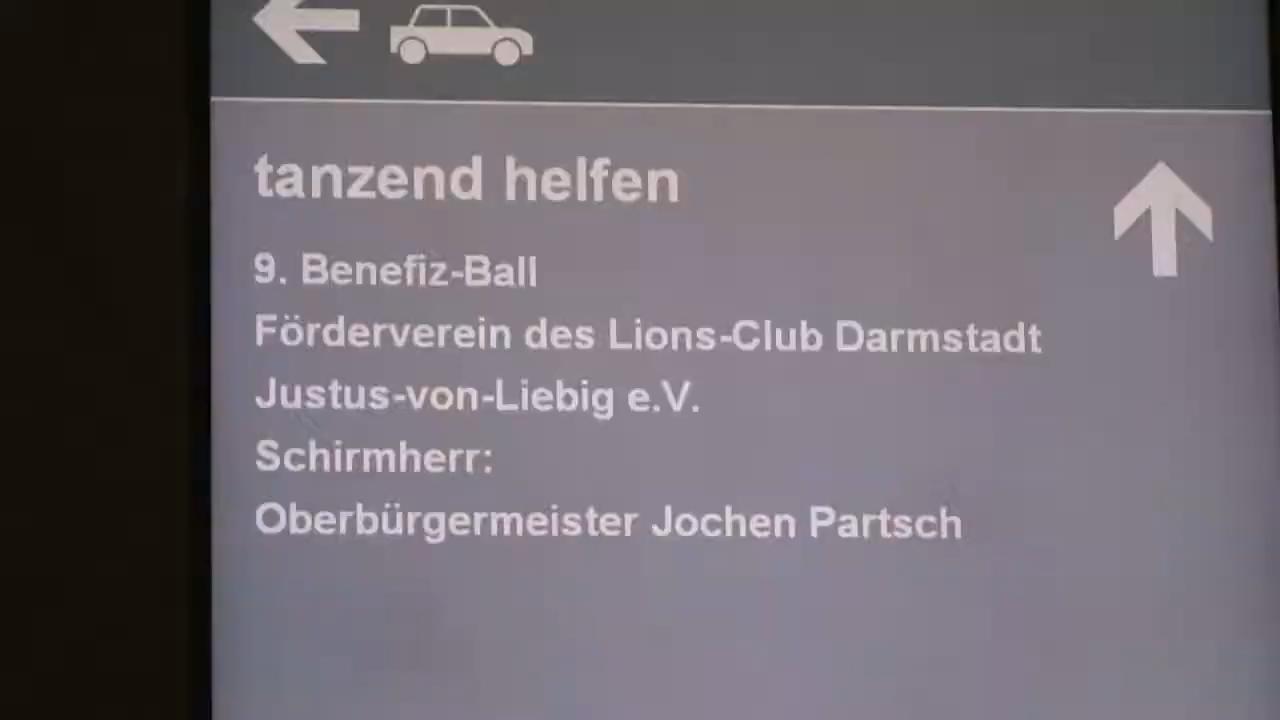 tanzend helfen
9. Benefiz-Ball
Förderverein des Lions-Club Darmstadt
Justus-von-Liebig e.V.
Schirmherr:
Oberbürgermeister Jochen Partsch